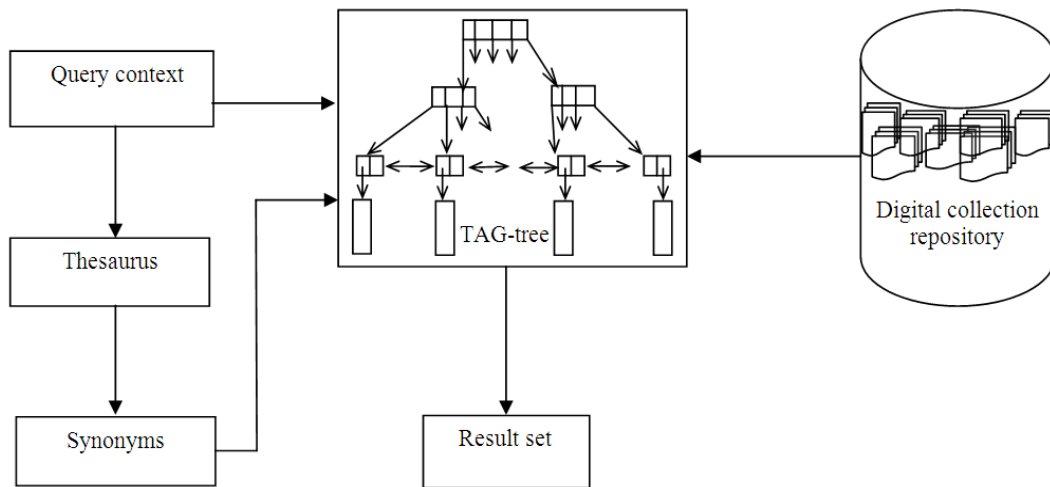 Query context
Thesaurus
Synonyms
TAG-tree
Result set
Digital collection
repository